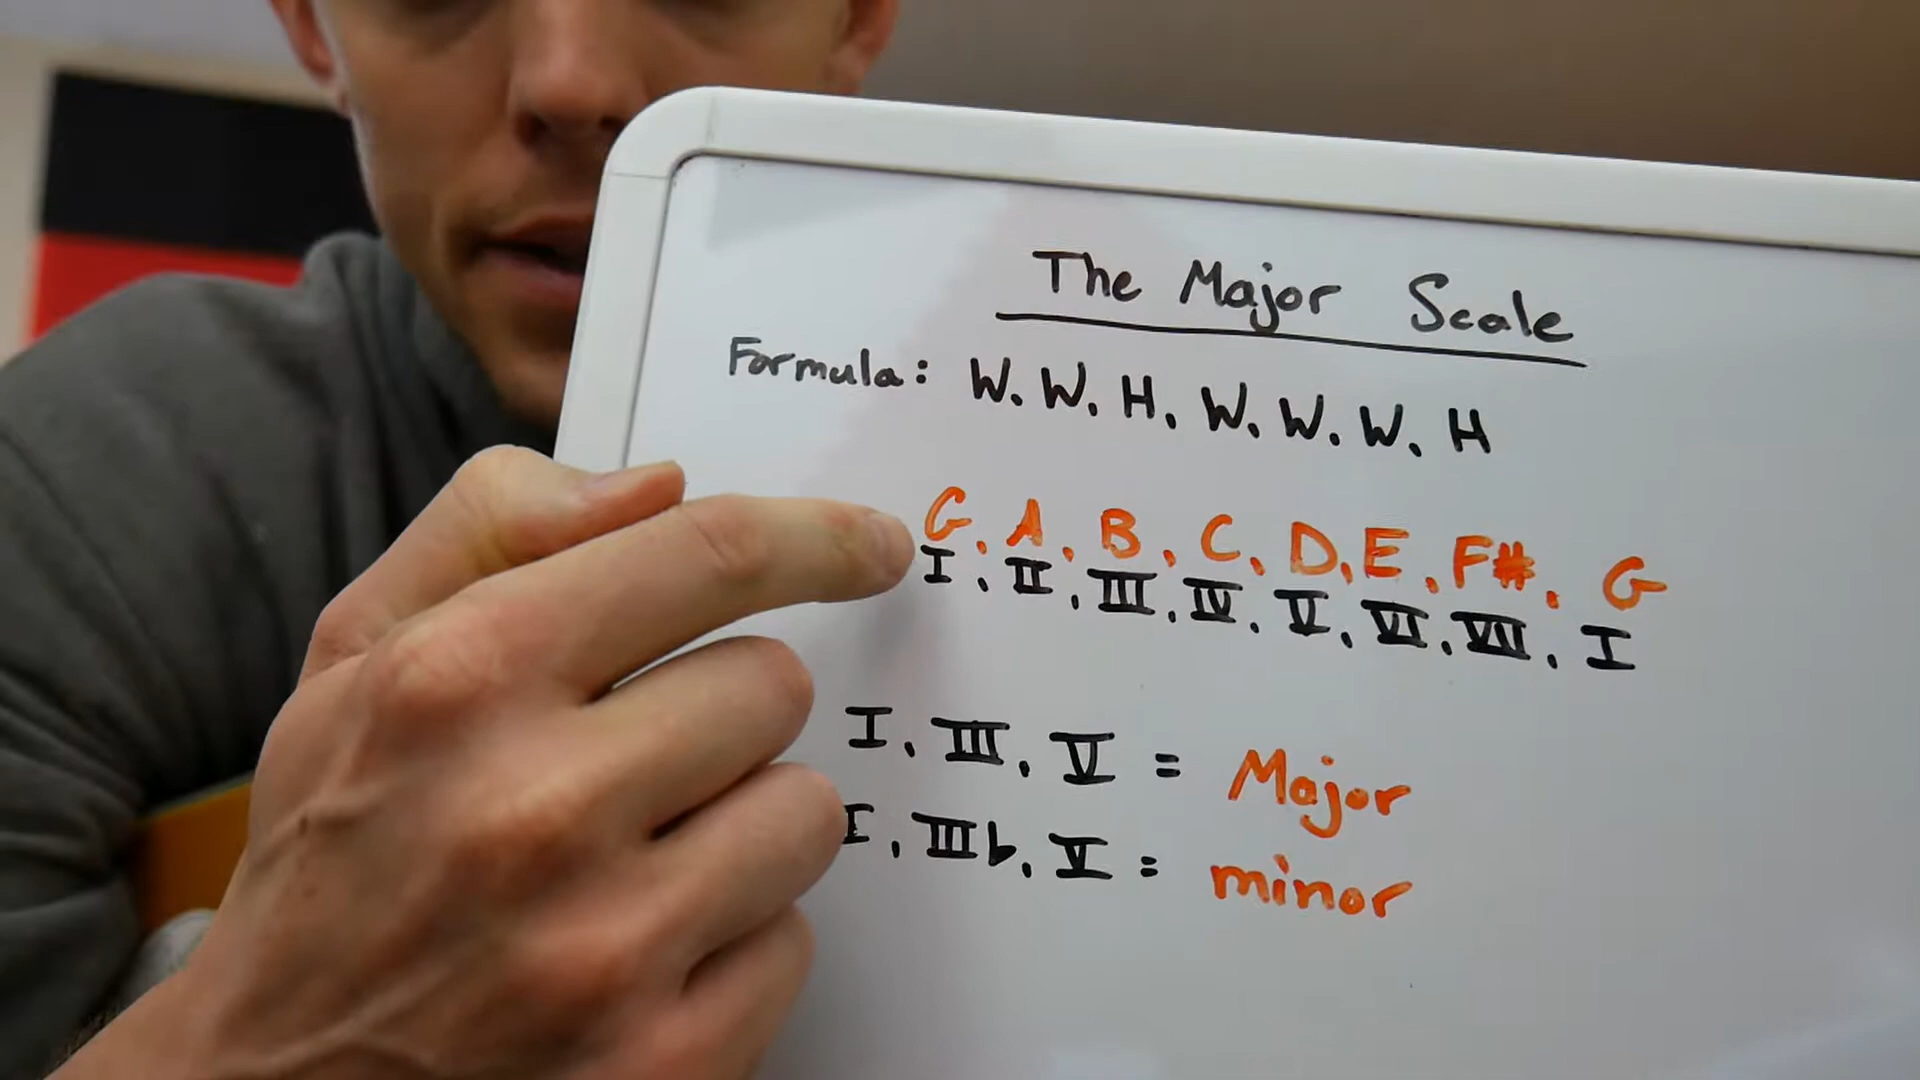 The Major Scale
Formula: W. W. H. W. W. W. H
G. A. B. C. D. E. F#. G
I. II. III. IV. V. VI. VII. I
I. III. V = Major
I. IIIb. V = minor